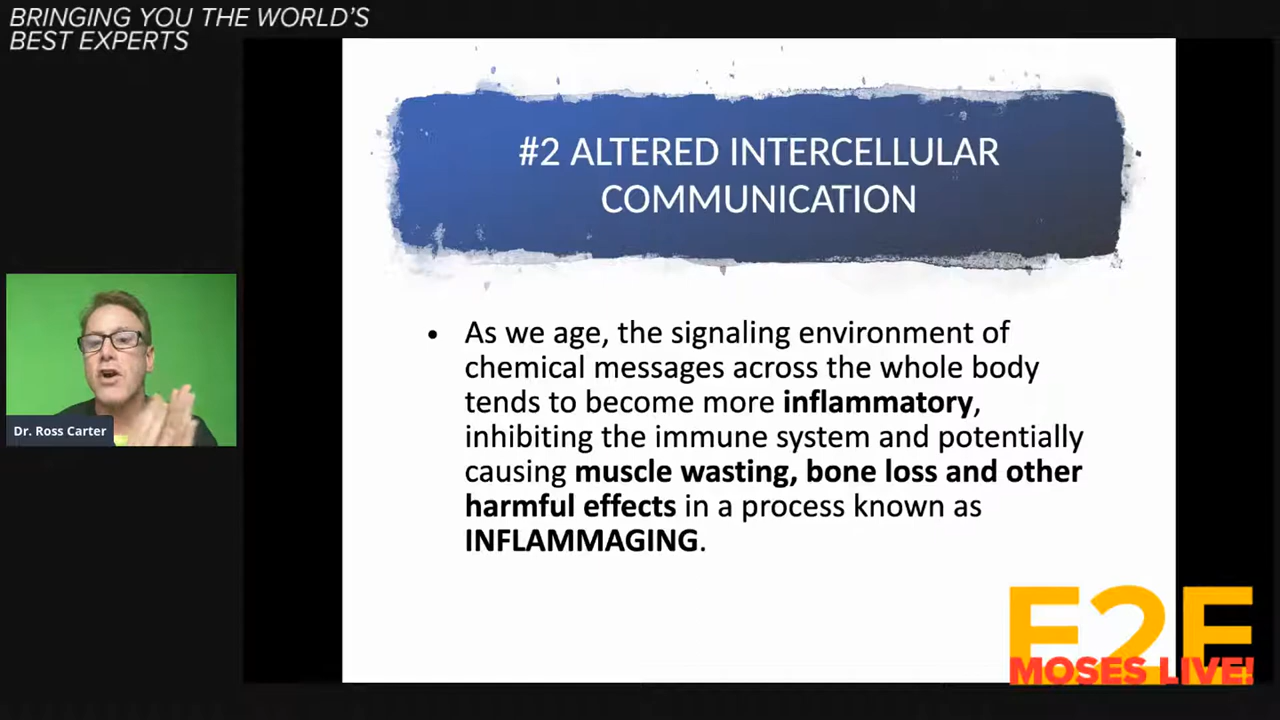 BRINGING YOU THE WORLD'S
BEST EXPERTS
#2 ALTERED INTERCELLULAR
COMMUNICATION
• As we age, the signaling environment of
chemical messages across the whole body
tends to become more inflammatory,
inhibiting the immune system and potentially
causing muscle wasting, bone loss and other
harmful effects in a process known as
INFLAMMAGING.
Dr. Ross Carter
E2E
MOSES LIVE!